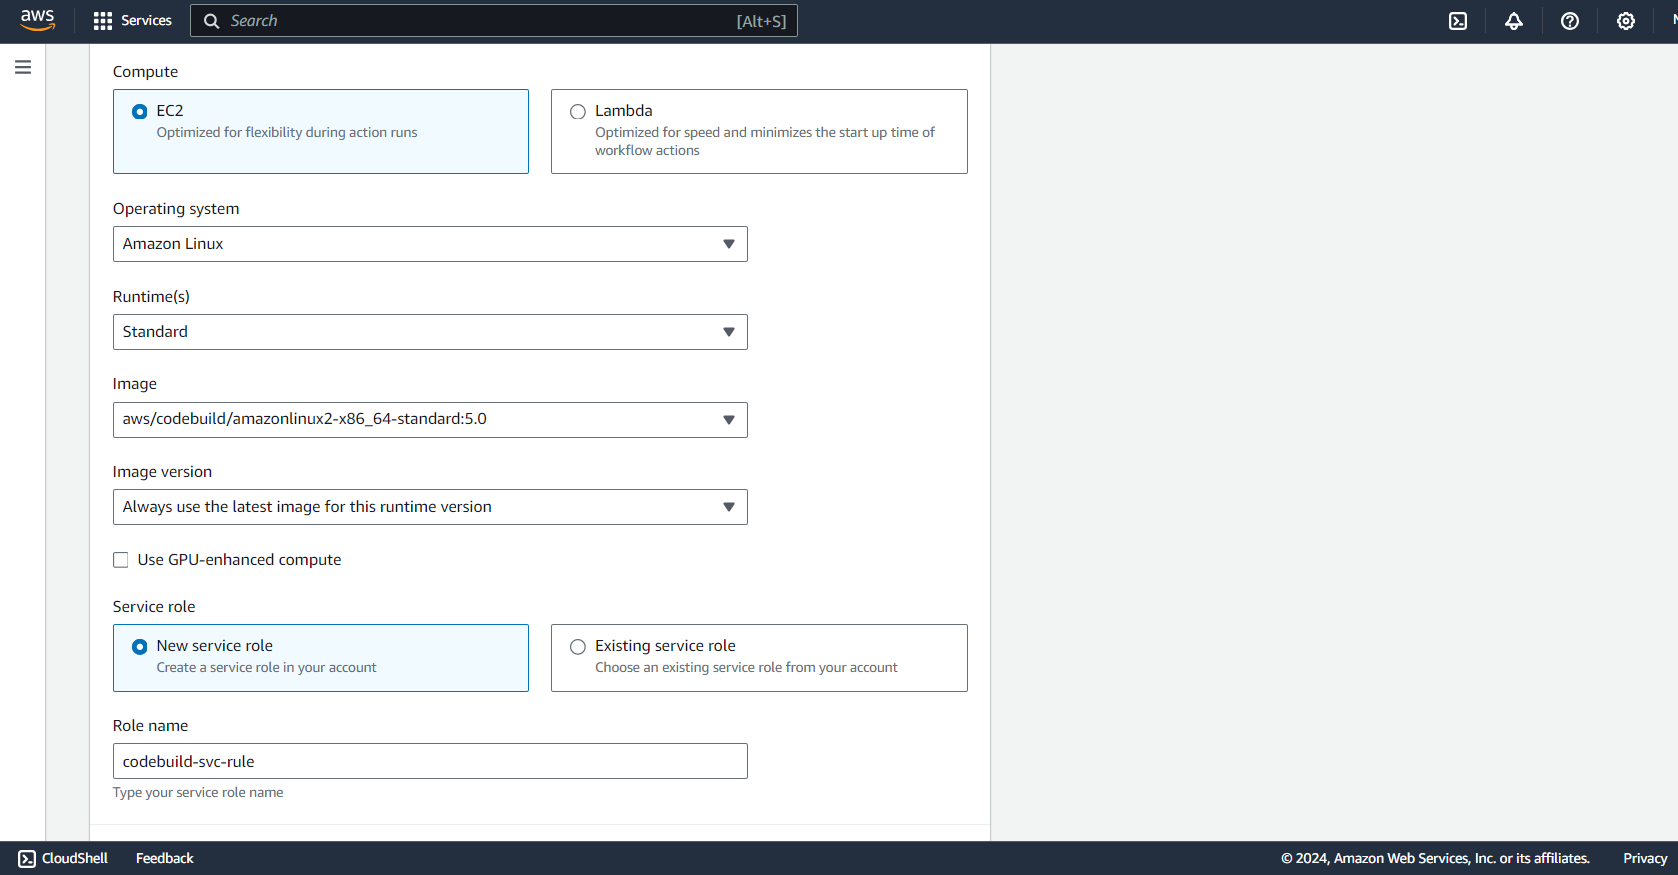 aws Services Search [Alt+S]
Compute
EC2
Optimized for flexibility during action runs
Lambda
Optimized for speed and minimizes the start up time of
workflow actions
Operating system
Amazon Linux
Runtime(s)
Standard
Image
aws/codebuild/amazonlinux2-x86_64-standard:5.0
Image version
Always use the latest image for this runtime version
Use GPU-enhanced compute
Service role
New service role
Create a service role in your account
Existing service role
Choose an existing service role from your account
Role name
codebuild-svc-rule
Type your service role name
CloudShell Feedback © 2024, Amazon Web Services, Inc. or its affiliates. Privacy